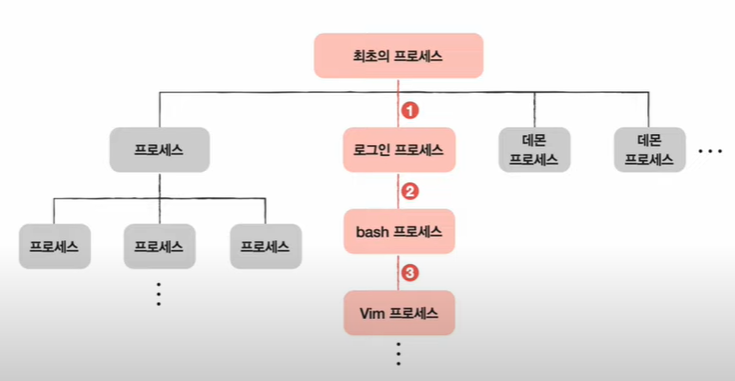 최초의 프로세스
1
프로세스
로그인 프로세스
데몬
프로세스
데몬
프로세스
...
2
프로세스
프로세스
프로세스
bash 프로세스
3
Vim 프로세스